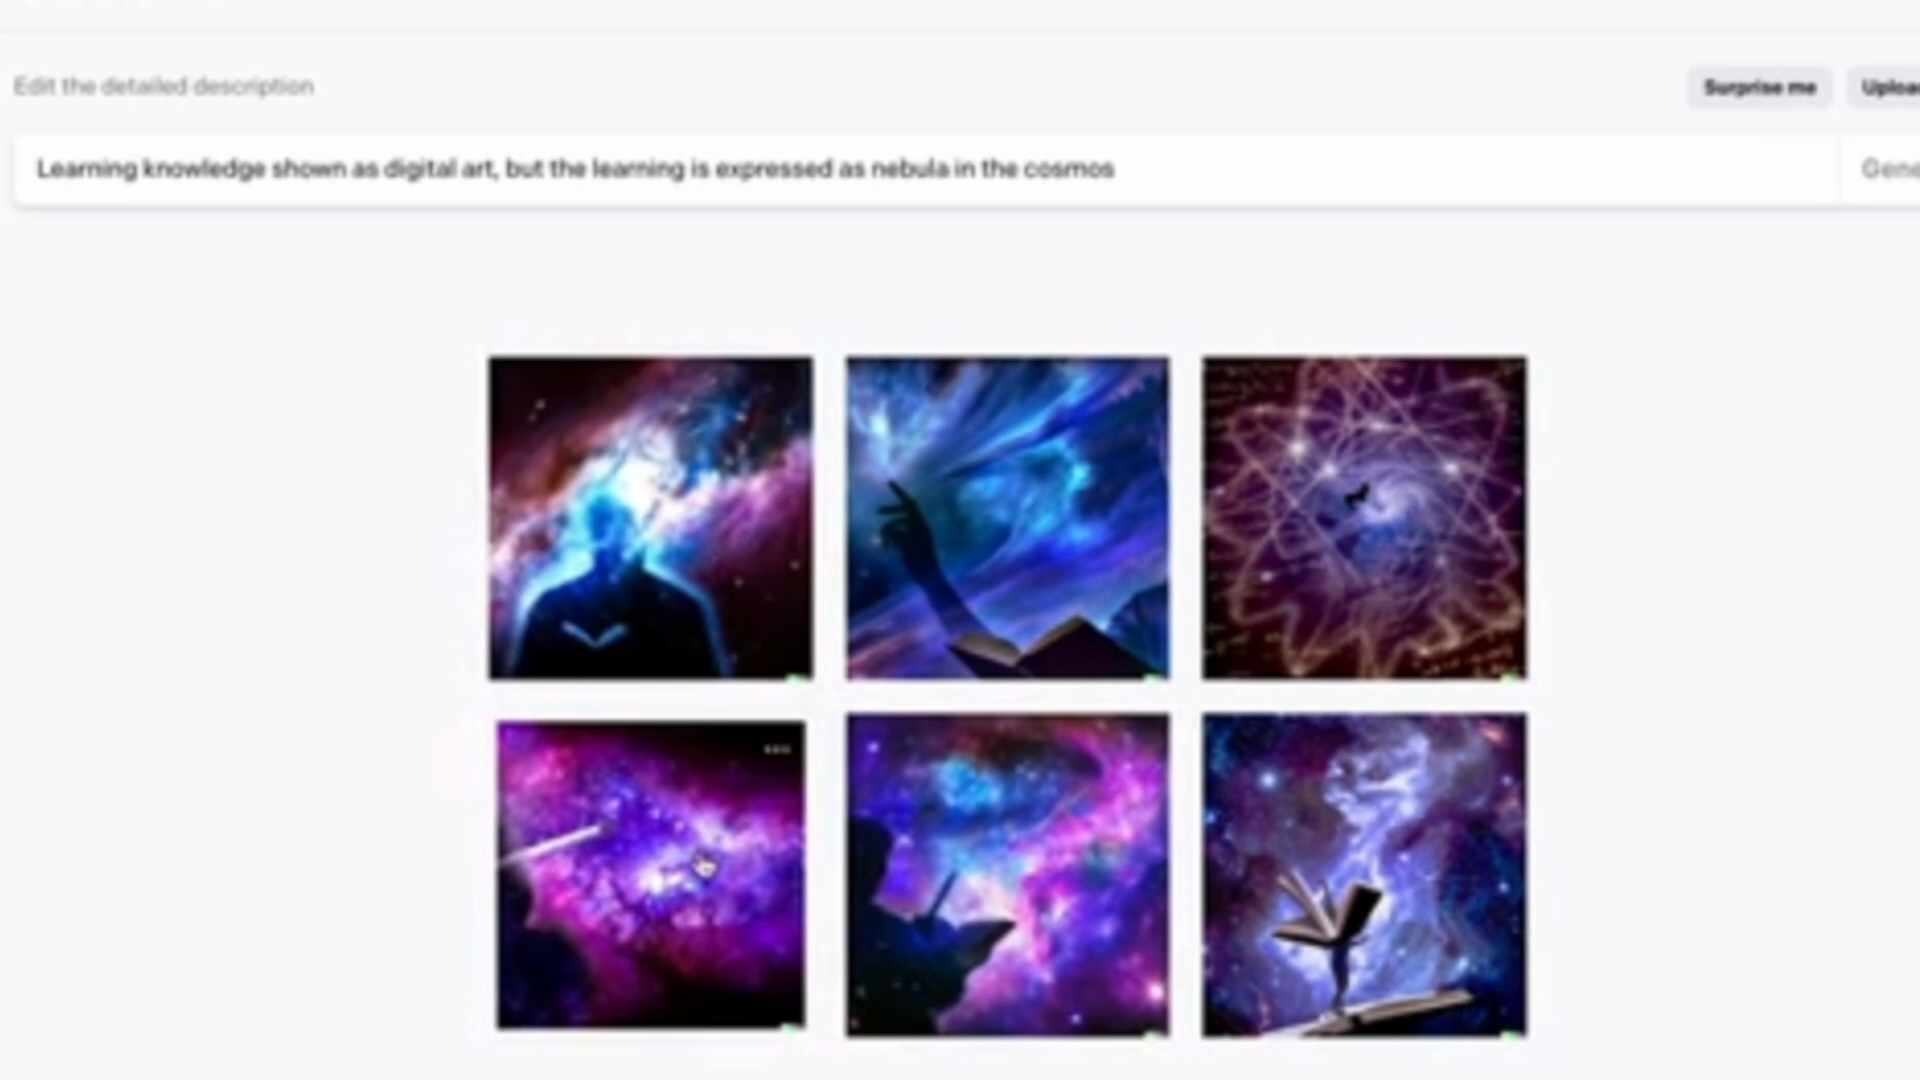 Edit the detailed description
Surprise me
Learning knowledge shown as digital art, but the learning is expressed as nebula in the cosmos